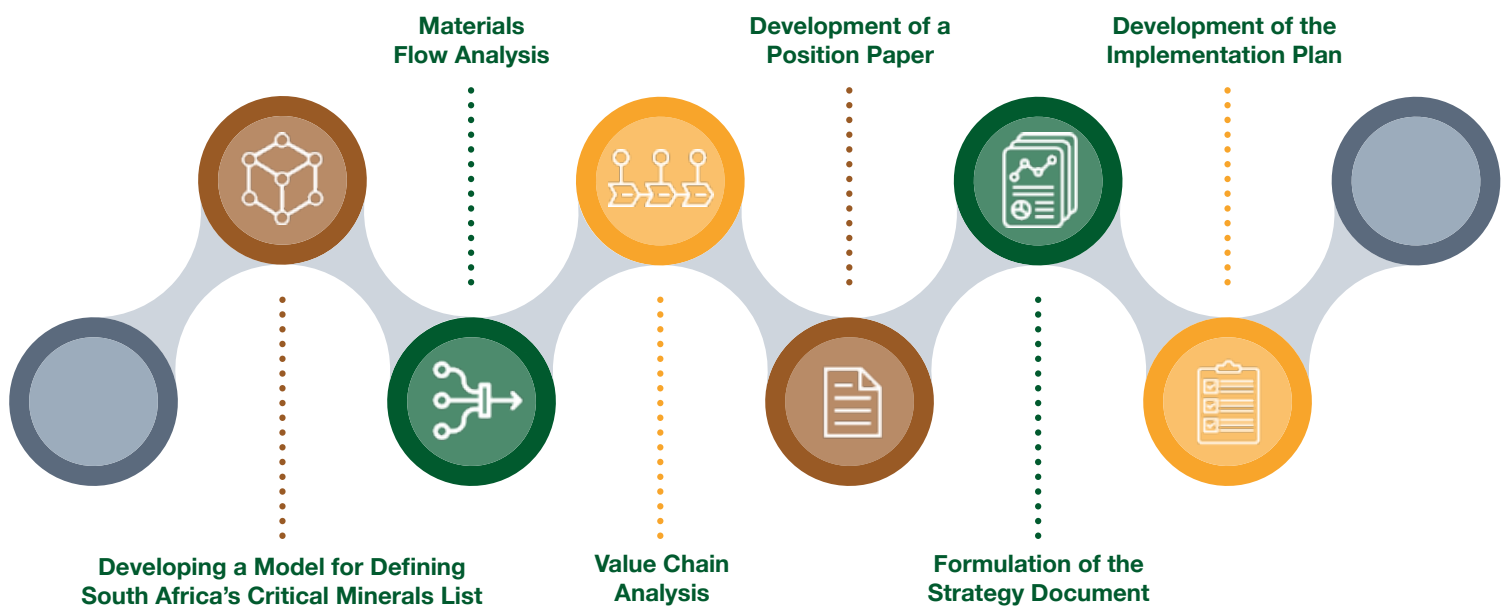 Materials
Flow Analysis
Development of a
Position Paper
Development of the
Implementation Plan
Developing a Model for Defining
South Africa’s Critical Minerals List
Value Chain
Analysis
Formulation of the
Strategy Document